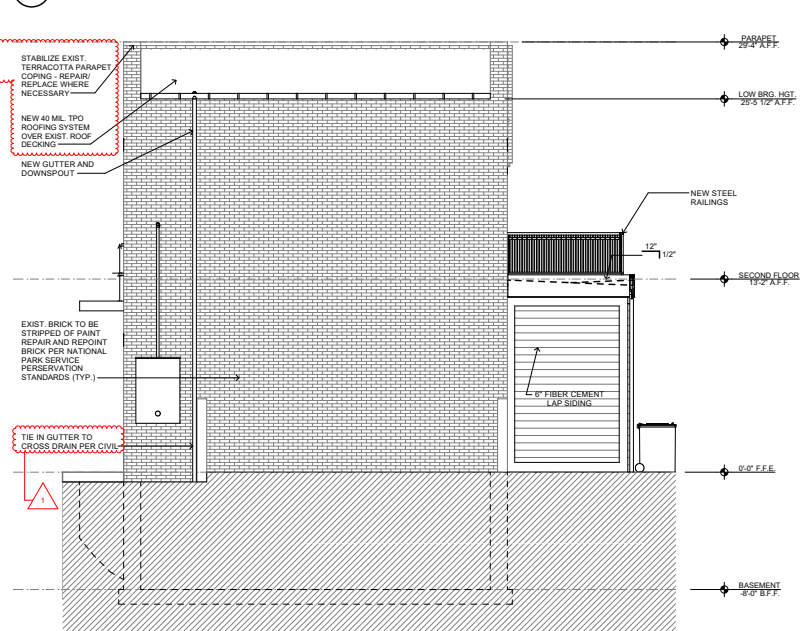 STABILIZE EXIST.
TERRACOTTA PARAPET
COPING - REPAIR/
REPLACE WHERE
NECESSARY
NEW 40 MIL. TPO
ROOFING SYSTEM
OVER EXIST. ROOF
DECKING
NEW GUTTER AND
DOWNSPOUT
EXIST. BRICK TO BE
STRIPPED OF PAINT
REPAIR AND REPOINT
BRICK PER NATIONAL
PARK SERVICE
PERSERVATION
STANDARDS (TYP.)
TIE IN GUTTER TO
CROSS DRAIN PER CIVIL
1
NEW STEEL
RAILINGS
12"
1/2"
6" FIBER CEMENT
LAP SIDING
PARAPET
29'-4" A.F.F.
LOW BRG. HGT.
25'-5 1/2" A.F.F.
SECOND FLOOR
13'-2" A.F.F.
0'-0" F.F.E.
BASEMENT
-8'-0" B.F.F.